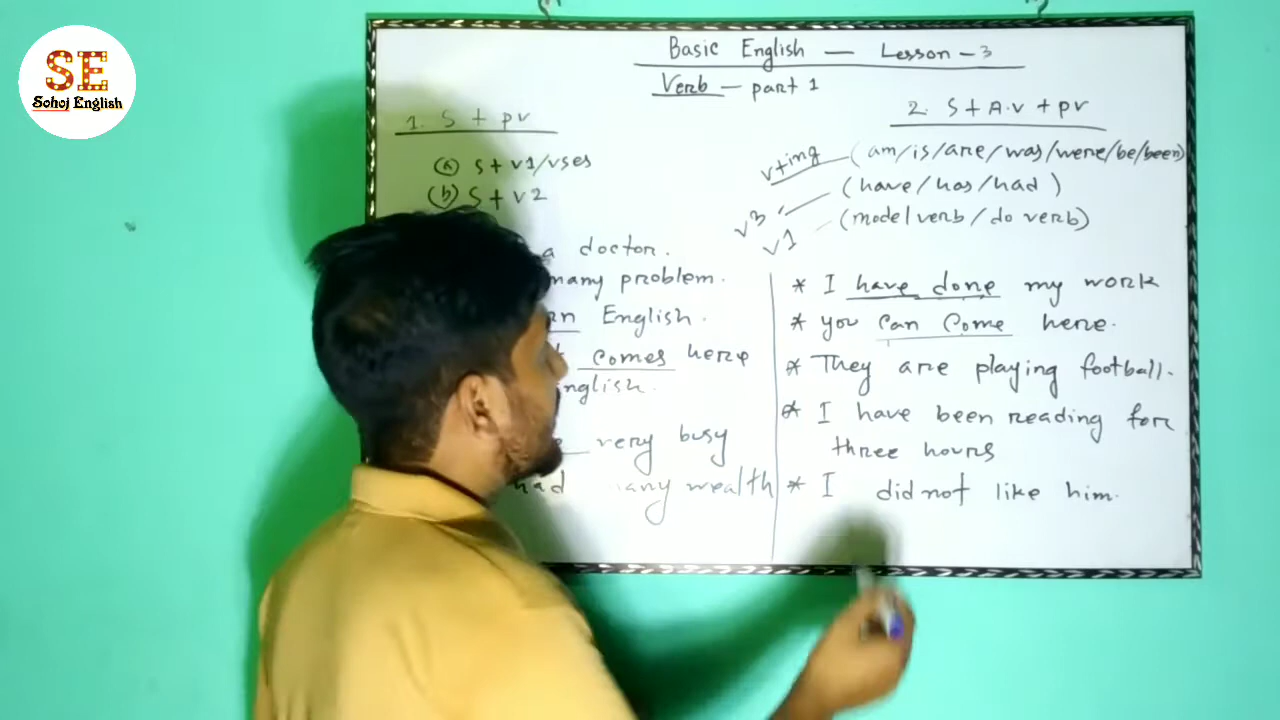 SE
Sohoj English
Basic English — Lesson - 3
Verb — part 1
1. S + pv
(a) S + v1/vses
(b) S + v2
a doctor.
many problem.
English.
comes here
english.
very busy
had many wealth
2. S + A.v + pv
v+ing (am/is/are/was/were/be/been)
v3 (have/has/had)
v1 (model verb/do verb)
* I have done my work
* you can come here.
* They are playing football.
* I have been reading for
three hours
* I did not like him.